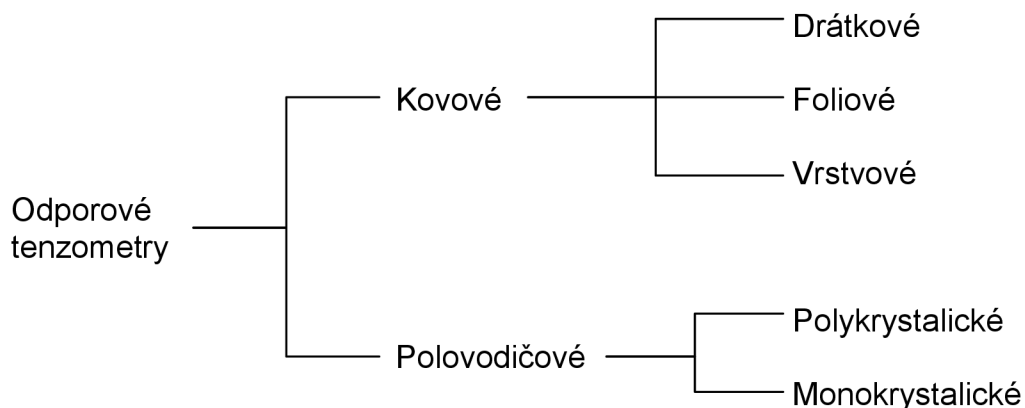 Odporové
tenzometry
Kovové
Drátkové
Foliové
Vrstvové
Polovodičové
Polykrystalické
Monokrystalické